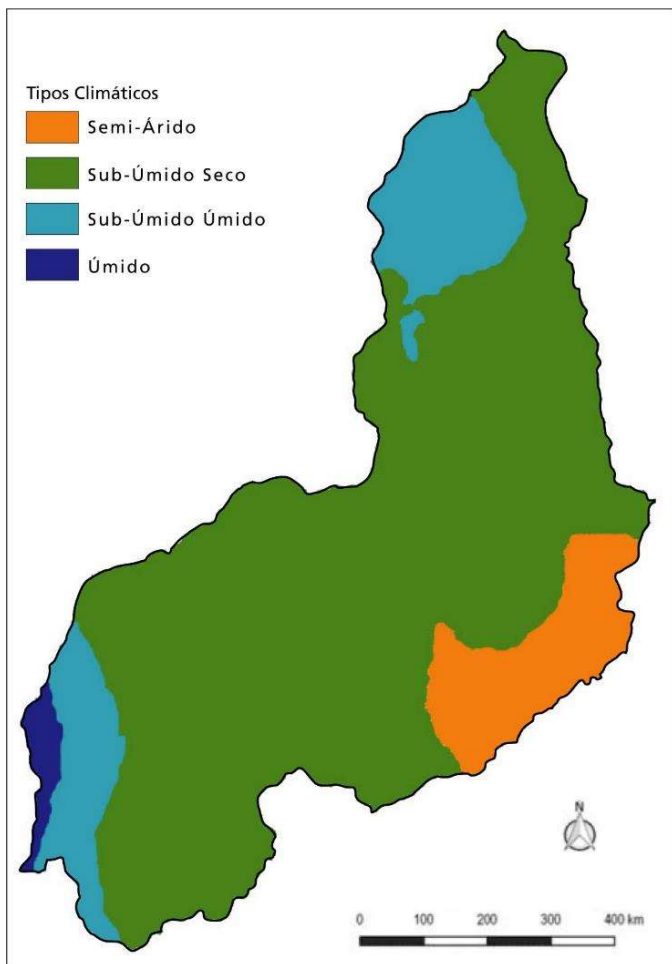 Tipos Climáticos
Semi-Árido
Sub-Úmido Seco
Sub-Úmido Úmido
Úmido
N
0 100 200 300 400 km